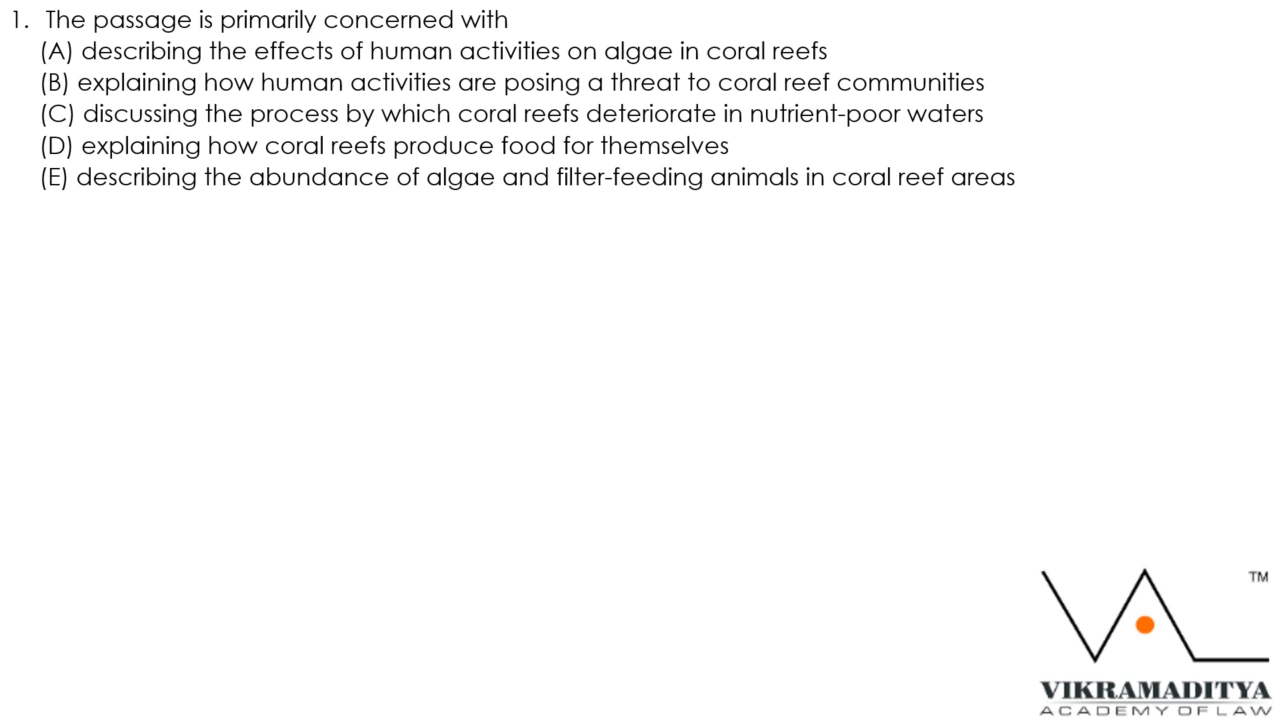 1. The passage is primarily concerned with
(A) describing the effects of human activities on algae in coral reefs
(B) explaining how human activities are posing a threat to coral reef communities
(C) discussing the process by which coral reefs deteriorate in nutrient-poor waters
(D) explaining how coral reefs produce food for themselves
(E) describing the abundance of algae and filter-feeding animals in coral reef areas
TM
VIKRAMADITYA
ACADEMY OF LAW